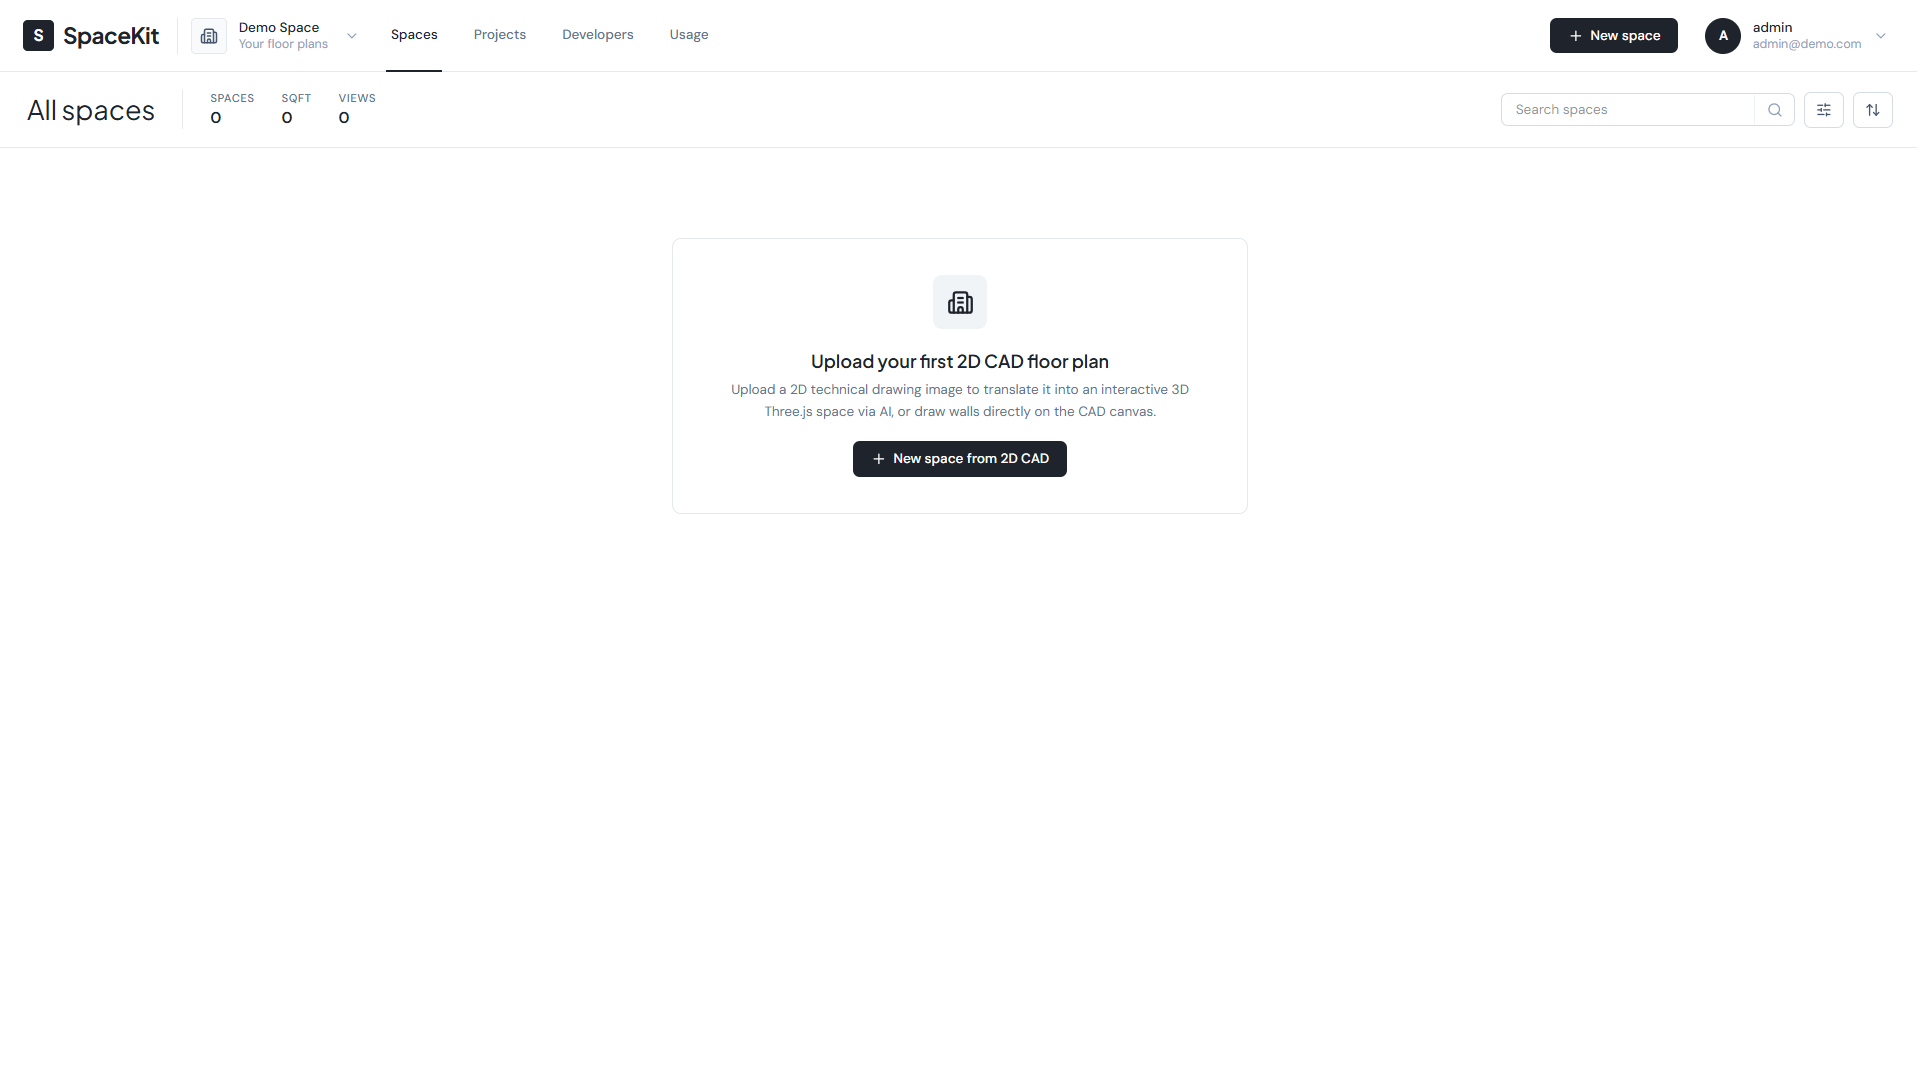 S SpaceKit
Demo Space
Your floor plans
Spaces
Projects
Developers
Usage
New space
A
admin
admin@demo.com
All spaces
SPACES
0
SQFT
0
VIEWS
0
Search spaces
Upload your first 2D CAD floor plan
Upload a 2D technical drawing image to translate it into an interactive 3D
Three.js space via AI, or draw walls directly on the CAD canvas.
New space from 2D CAD